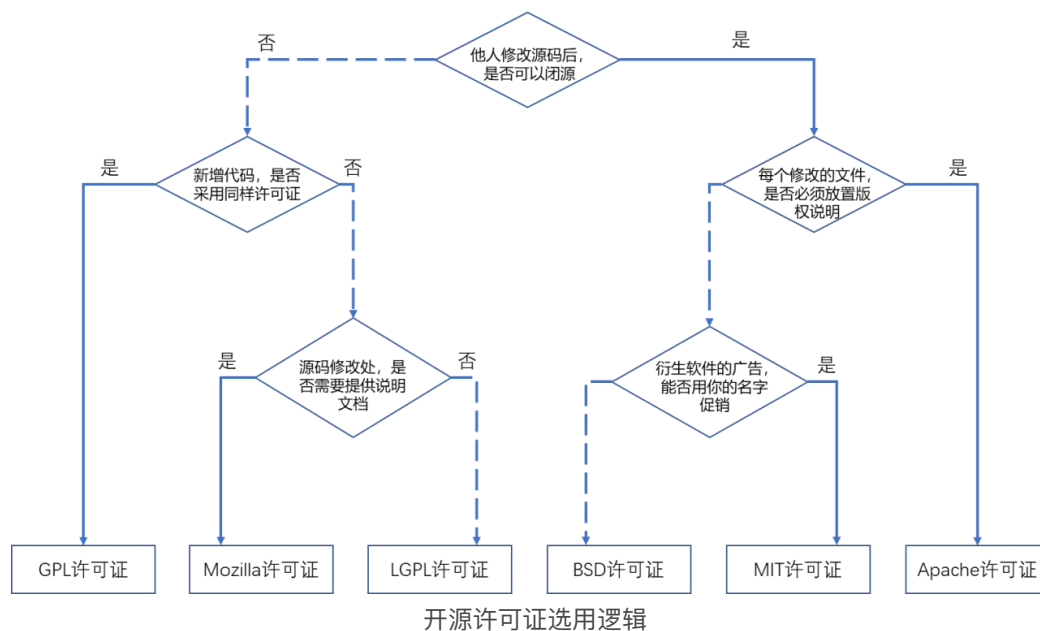 他人修改源码后，
是否可以闭源
否
是
新增代码，是否
采用同样许可证
是
否
每个修改的文件，
是否必须放置版
权说明
是
源码修改处，是
否需要提供说明
文档
是
否
衍生软件的广告，
能否用你的名字
促销
是
GPL许可证
Mozilla许可证
LGPL许可证
BSD许可证
MIT许可证
Apache许可证
开源许可证选用逻辑